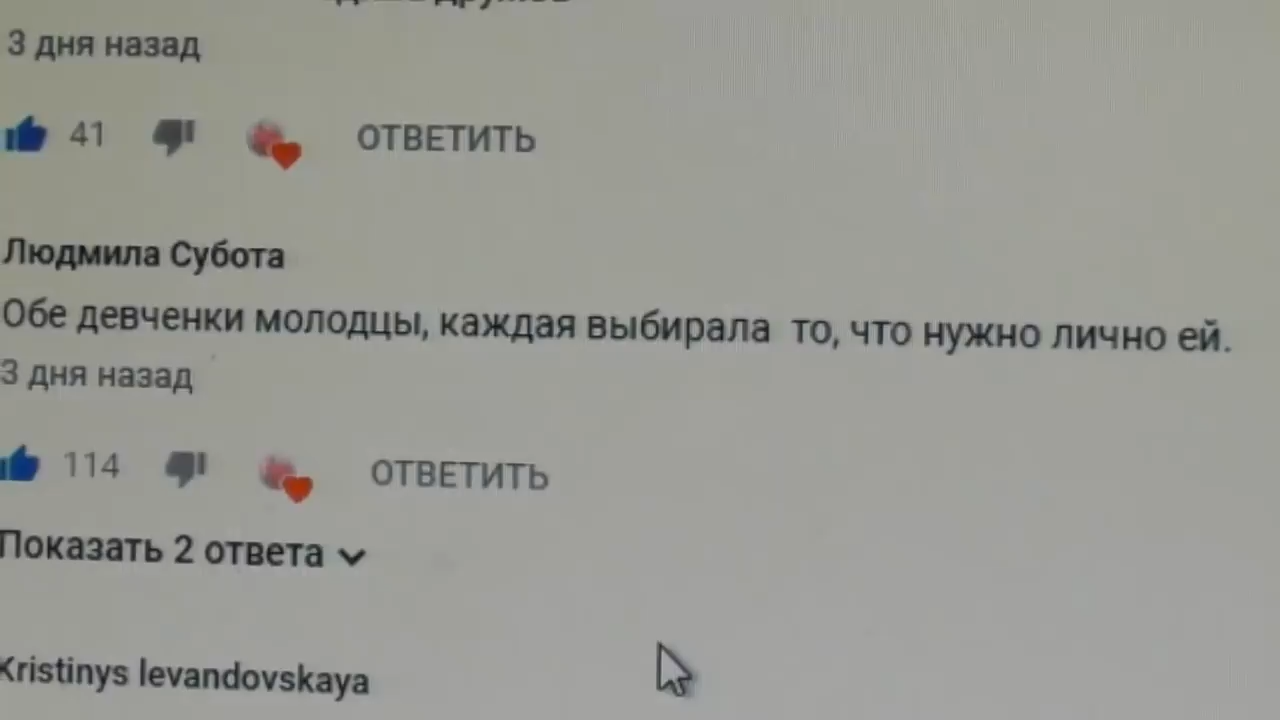 3 дня назад
41 ОТВЕТИТЬ
Людмила Субота
Обе девченки молодцы, каждая выбирала то, что нужно лично ей.
3 дня назад
114 ОТВЕТИТЬ
Показать 2 ответа
Kristinys levandovskaya